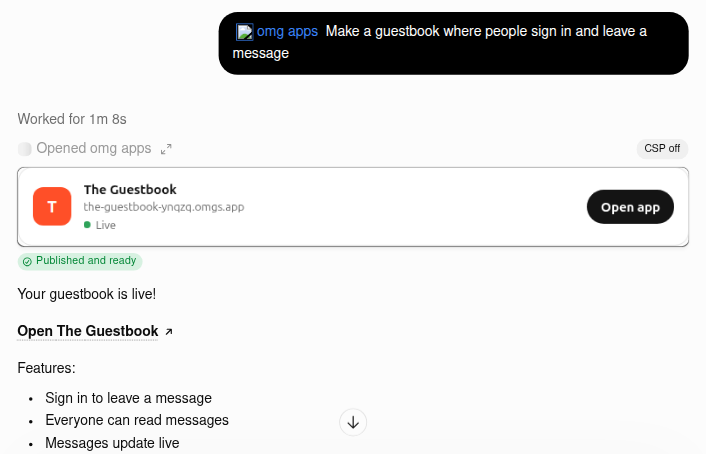 omg apps Make a guestbook where people sign in and leave a
message
Worked for 1m 8s
Opened omg apps
CSP off
T
The Guestbook
the-guestbook-ynqzq.omgs.app
Live
Open app
Published and ready
Your guestbook is live!
Open The Guestbook ↗
Features:
• Sign in to leave a message
• Everyone can read messages
• Messages update live